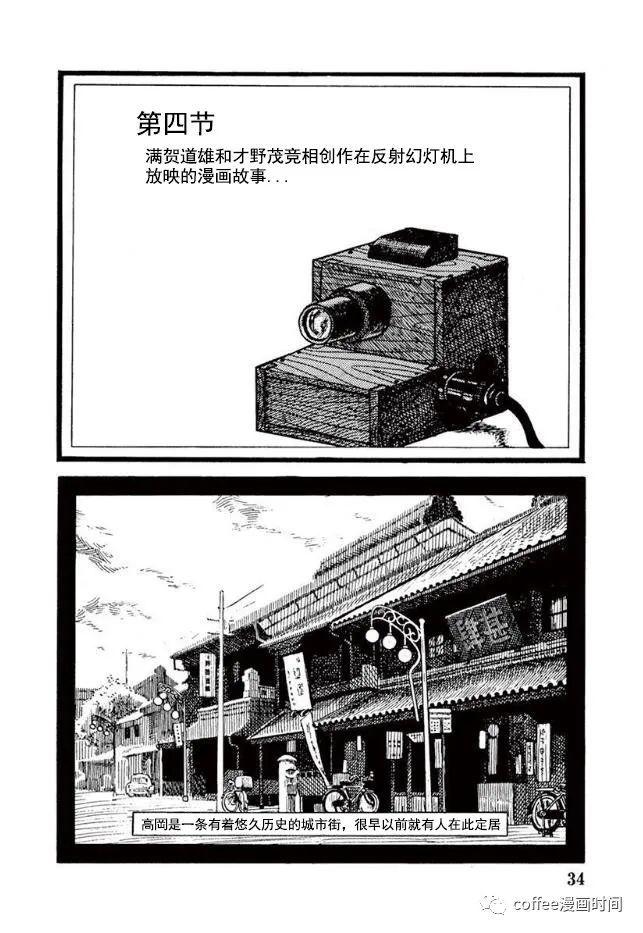 第四节
满贺道雄和才野茂竞相创作在反射幻灯机上
放映的漫画故事...
高岡是一条有着悠久历史的城市街，很早以前就有人在此定居
34
coffee漫画时间